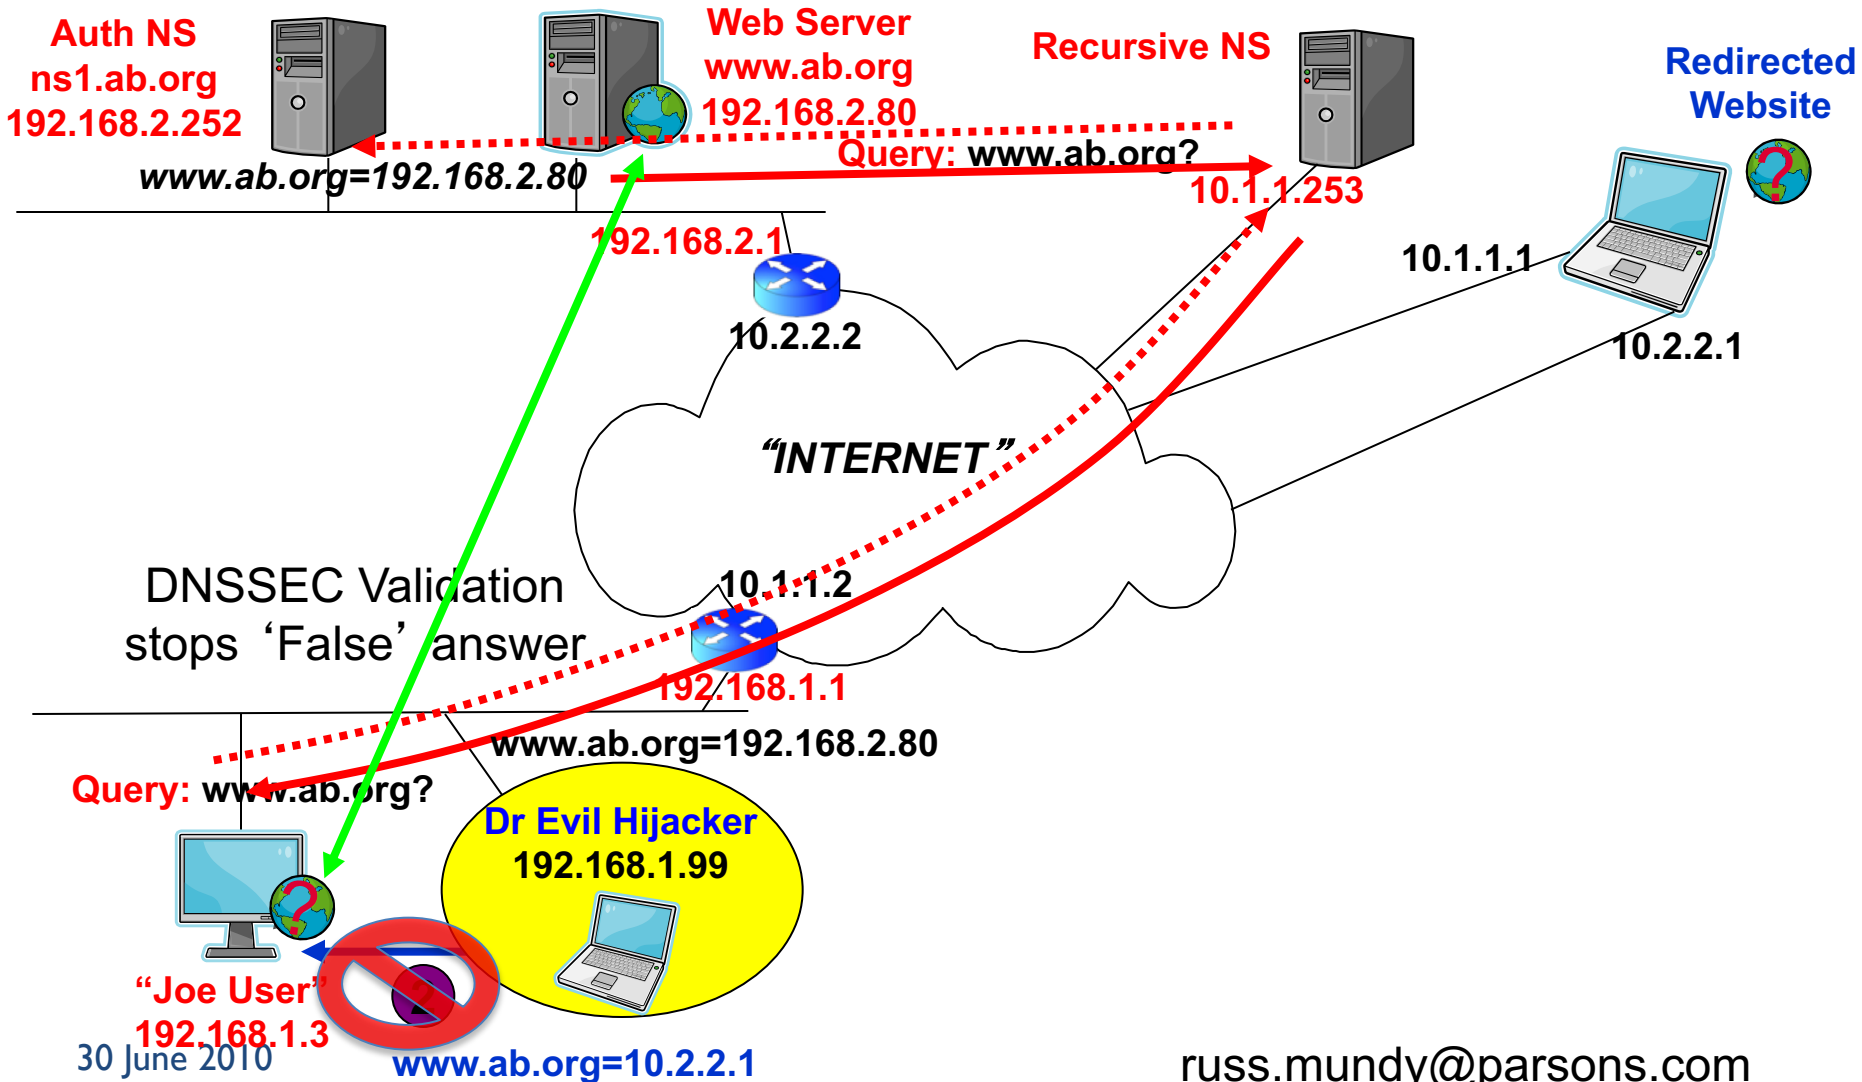 Auth NS
ns1.ab.org
192.168.2.252
Web Server
www.ab.org
192.168.2.80
Recursive NS
Redirected
Website
Query: www.ab.org?
www.ab.org=192.168.2.80
10.1.1.253
192.168.2.1
10.1.1.1
10.2.2.2
10.2.2.1
“INTERNET”
DNSSEC Validation
stops ‘False’ answer
10.1.1.2
192.168.1.1
www.ab.org=192.168.2.80
Query: www.ab.org?
Dr Evil Hijacker
192.168.1.99
?
?
2
“Joe User”
192.168.1.3
30 June 2010
www.ab.org=10.2.2.1
russ.mundy@parsons.com